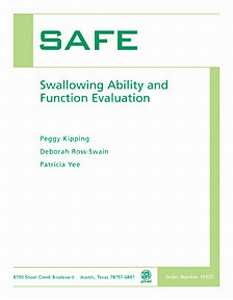 SAFE
Swallowing Ability and
Function Evaluation
Peggy Kipping
Deborah Ross-Swain
Patricia Yee
8700 Shoal Creek Boulevard Austin, Texas 78757-6897
Order Number